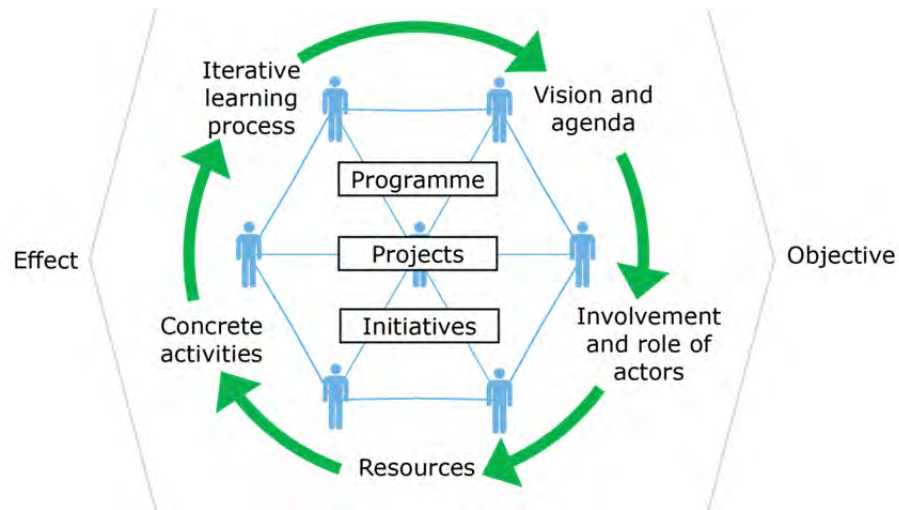 Iterative
learning
process
Vision and
agenda
Programme
Effect
Projects
Objective
Concrete
activities
Initiatives
Involvement
and role of
actors
Resources